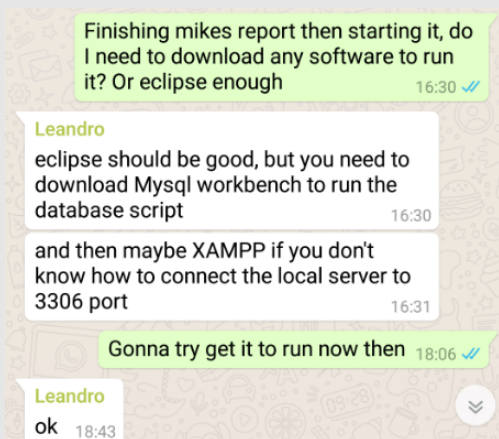 Finishing mikes report then starting it, do
I need to download any software to run
it? Or eclipse enough
16:30
Leandro
eclipse should be good, but you need to
download Mysql workbench to run the
database script
16:30
and then maybe XAMPP if you don't
know how to connect the local server to
3306 port
16:31
Gonna try get it to run now then 18:06
Leandro
ok 18:43